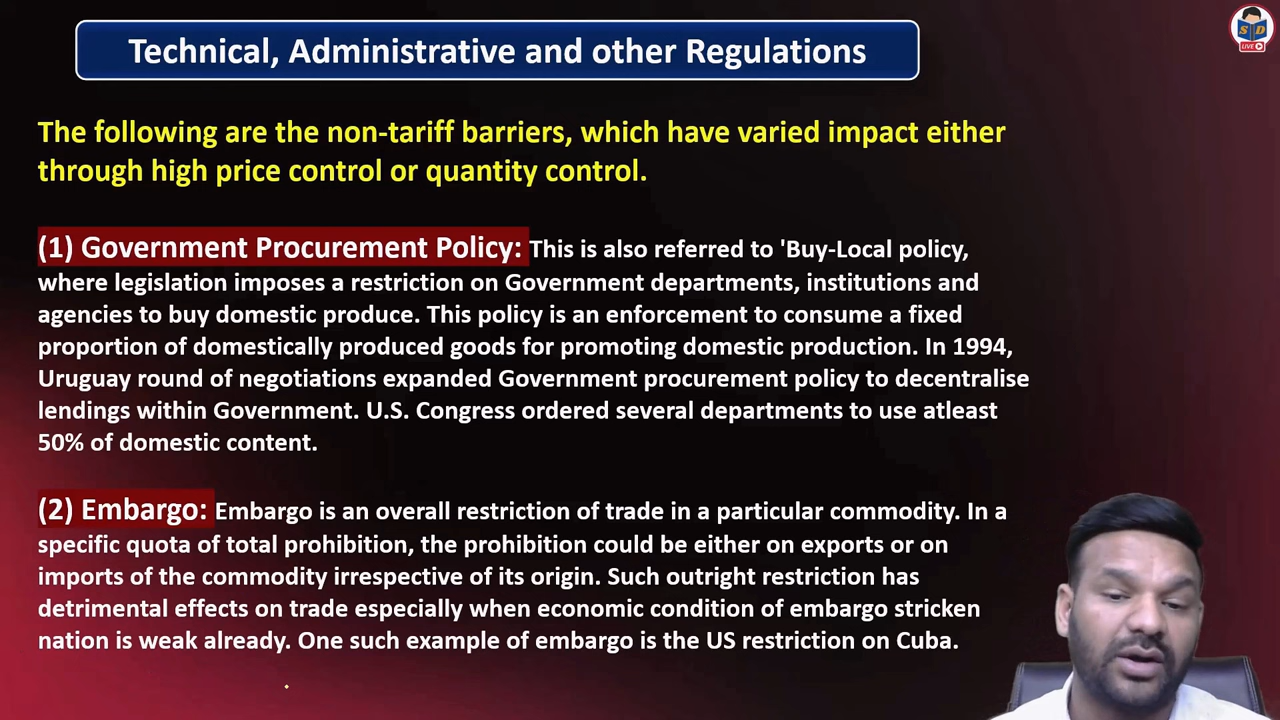 Technical, Administrative and other Regulations
S D
LIVE
The following are the non-tariff barriers, which have varied impact either
through high price control or quantity control.
(1) Government Procurement Policy: This is also referred to 'Buy-Local policy,
where legislation imposes a restriction on Government departments, institutions and
agencies to buy domestic produce. This policy is an enforcement to consume a fixed
proportion of domestically produced goods for promoting domestic production. In 1994,
Uruguay round of negotiations expanded Government procurement policy to decentralise
lendings within Government. U.S. Congress ordered several departments to use atleast
50% of domestic content.
(2) Embargo: Embargo is an overall restriction of trade in a particular commodity. In a
specific quota of total prohibition, the prohibition could be either on exports or on
imports of the commodity irrespective of its origin. Such outright restriction has
detrimental effects on trade especially when economic condition of embargo stricken
nation is weak already. One such example of embargo is the US restriction on Cuba.